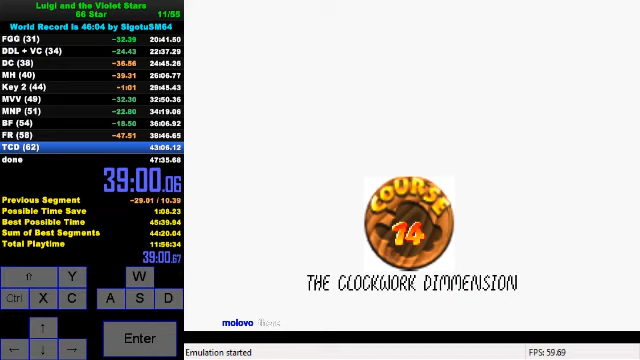 Luigi and the Violet Stars
66 Star 11/55
World Record is 46:04 by SigotuSM64
FGG (31) −32.39 20:41.50
DDL + VC (34) −24.43 22:37.29
DC (38) −36.56 24:45.26
MH (40) −39.31 26:06.77
Key 2 (44) −1:01 29:45.43
MVV (49) −32.30 32:50.36
MNP (51) −22.80 34:19.06
BF (54) −18.50 36:06.92
FR (58) −47.51 38:46.65
TCD (62) 43:06.12
done 47:35.68
39:00.06
Previous Segment −29.01 / 10.39
Possible Time Save 1:08.23
Best Possible Time 45:39.94
Sum of Best Segments 44:20.04
Total Playtime 11:56:34
39:00.67
COURSE
14
THE CLOCKWORK DIMMENSION
↑ Y W
Ctrl X C A S D
↑ Enter
← ↓ →
molovo
Emulation started FPS: 59.69